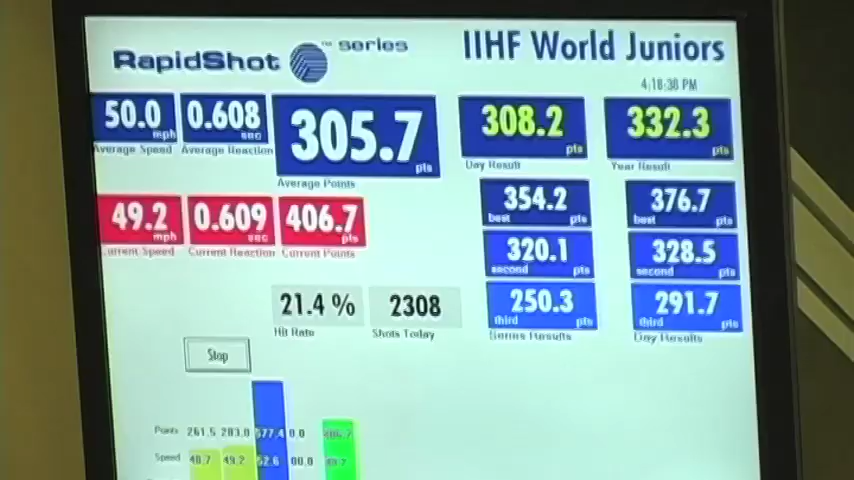 RapidShot ™ series
IIHF World Juniors
4:18:38 PM
50.0 mph 0.608 sec 305.7 pts 308.2 pts 332.3 pts
Average Speed Average Reaction Average Points Day Result Year Result
354.2 best pts 376.7 best pts
49.2 mph 0.609 sec 406.7 pts
Current Speed Current Reaction Current Points
320.1 second pts 328.5 second pts
21.4 % 2308 250.3 third pts 291.7 third pts
Hit Rate Shots Today Series Results Day Results
Stop
Points 261.5 283.0 577.4 0.0 406.7
Speed 48.7 49.2 52.6 00.0 49.2